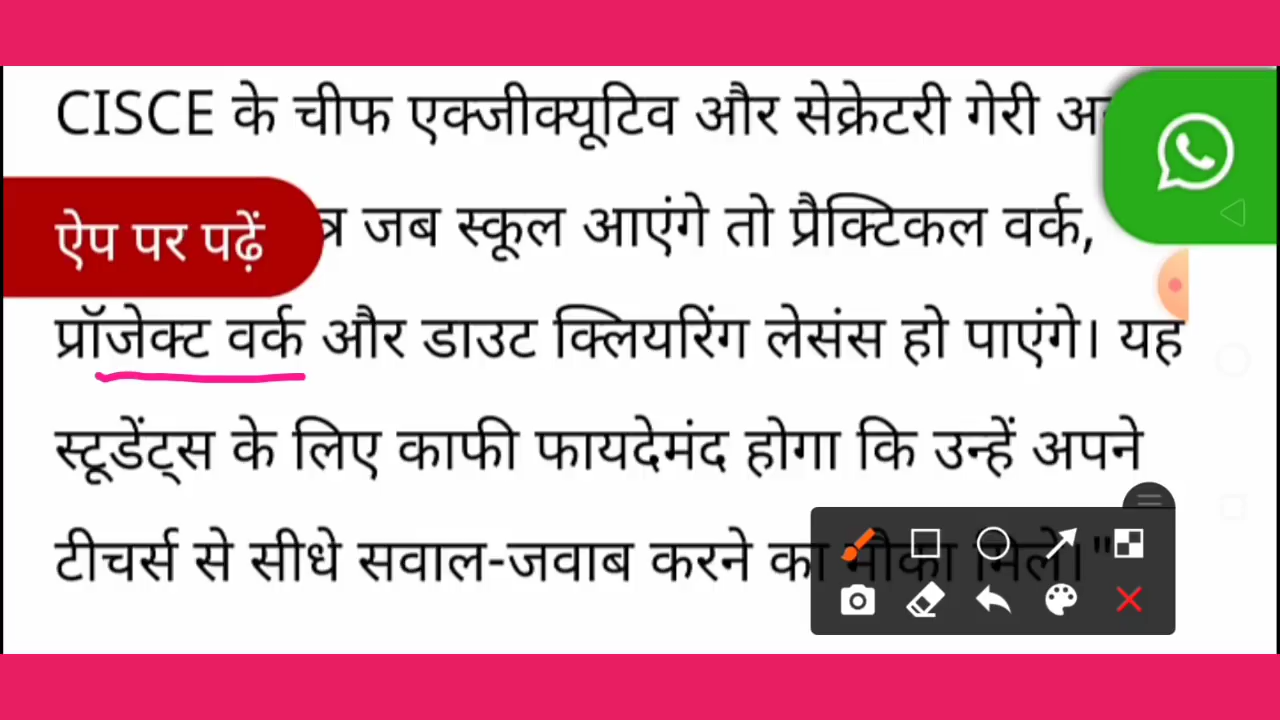 CISCE के चीफ एक्जीक्यूटिव और सेक्रेटरी गेरी
ऐप पर पढ़ें
जब स्कूल आएंगे तो प्रैक्टिकल वर्क,
प्रॉजेक्ट वर्क और डाउट क्लियरिंग लेसंस हो पाएंगे। यह
स्टूडेंट्स के लिए काफी फायदेमंद होगा कि उन्हें अपने
टीचर्स से सीधे सवाल-जवाब करने का मौका मिले।"